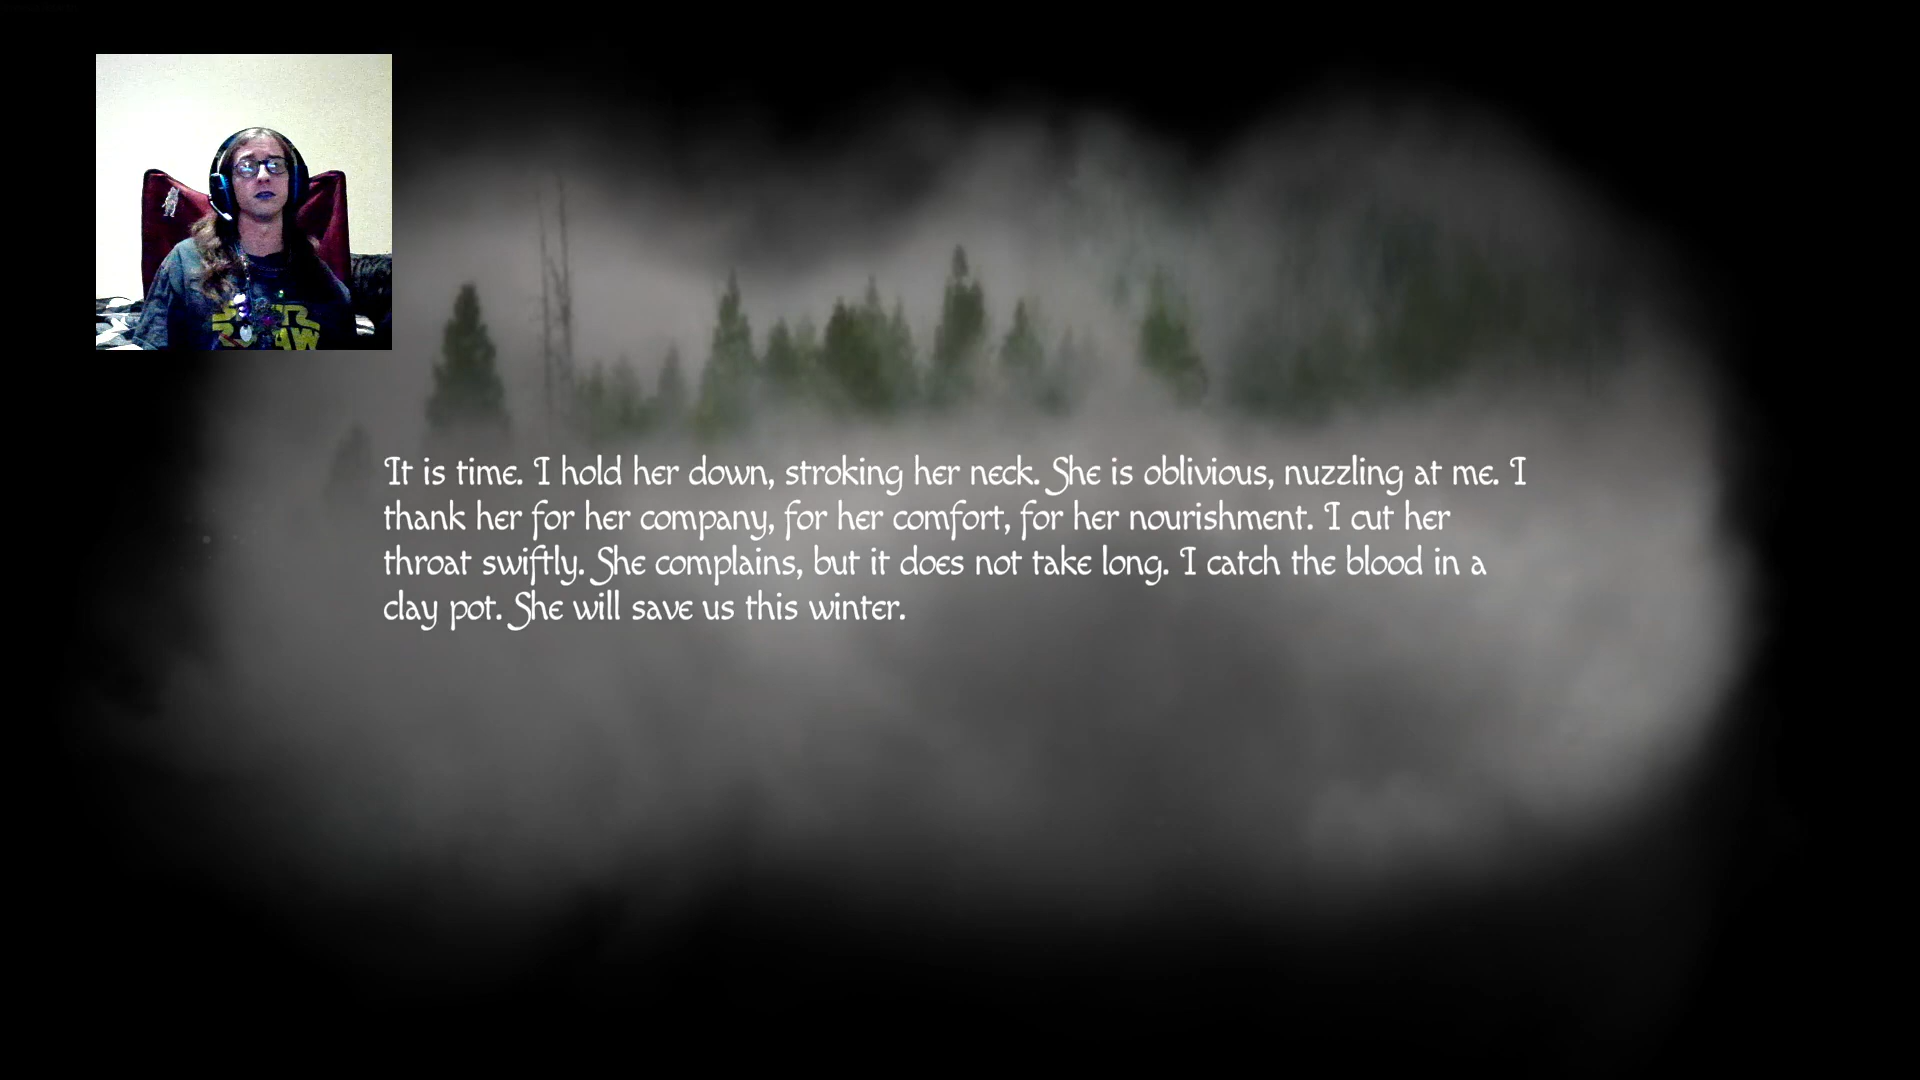 It is time. I hold her down, stroking her neck. She is oblivious, nuzzling at me. I
thank her for her company, for her comfort, for her nourishment. I cut her
throat swiftly. She complains, but it does not take long. I catch the blood in a
clay pot. She will save us this winter.